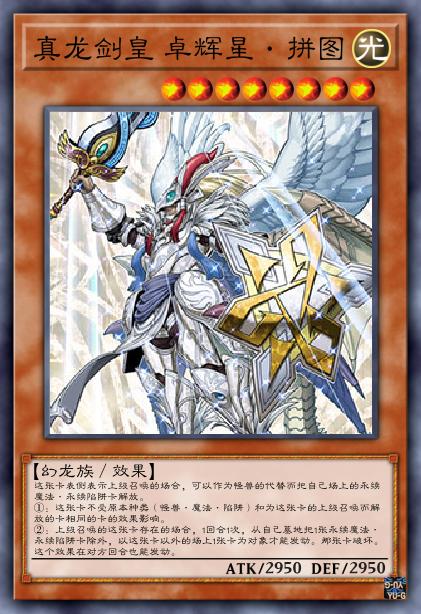 真龙剑皇 卓辉星·拼图
光
【幻龙族/效果】
这张卡表侧表示上级召唤的场合，可以作为怪兽的代替而把自己场上的永续
魔法·永续陷阱卡解放。
①：这张卡不受原本种类（怪兽·魔法·陷阱）和为这张卡的上级召唤而解
放的卡相同的卡的效果影响。
②：上级召唤的这张卡存在的场合，1回合1次，从自己墓地把1张永续魔法·
永续陷阱卡除外，以这张卡以外的场上1张卡为对象才能发动。那张卡破坏。
这个效果在对方回合也能发动。
ATK/2950 DEF/2950